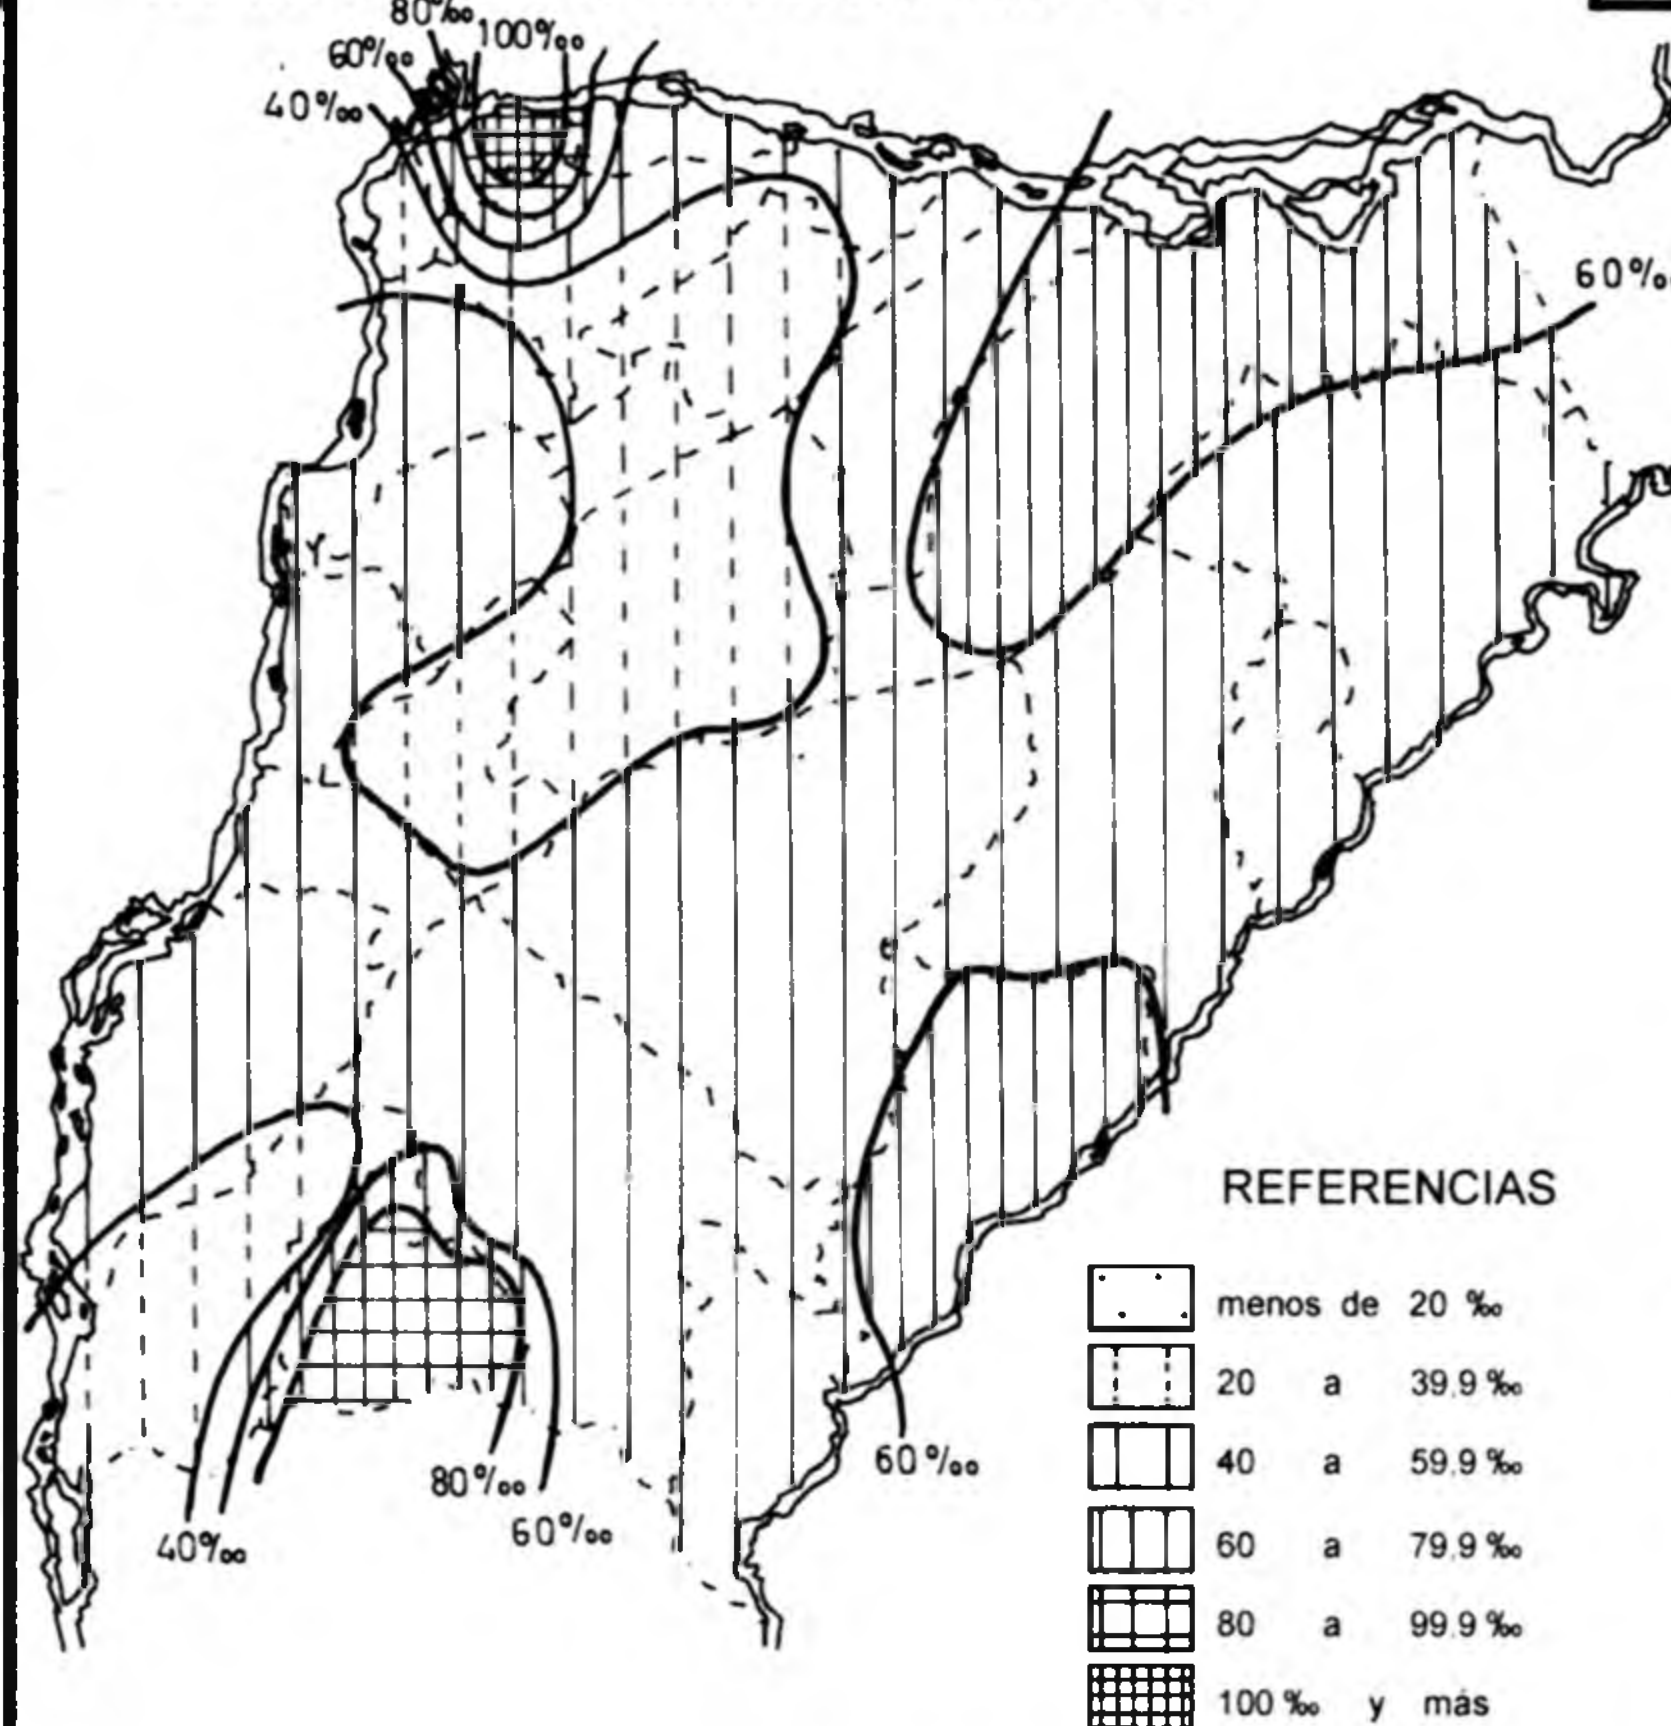 80‰
100‰
60‰
40‰
60‰
REFERENCIAS
menos de 20 ‰
20 a 39.9 ‰
40 a 59.9 ‰
60 a 79.9 ‰
80 a 99.9 ‰
100 ‰ y más
60‰
80‰
60‰
40‰